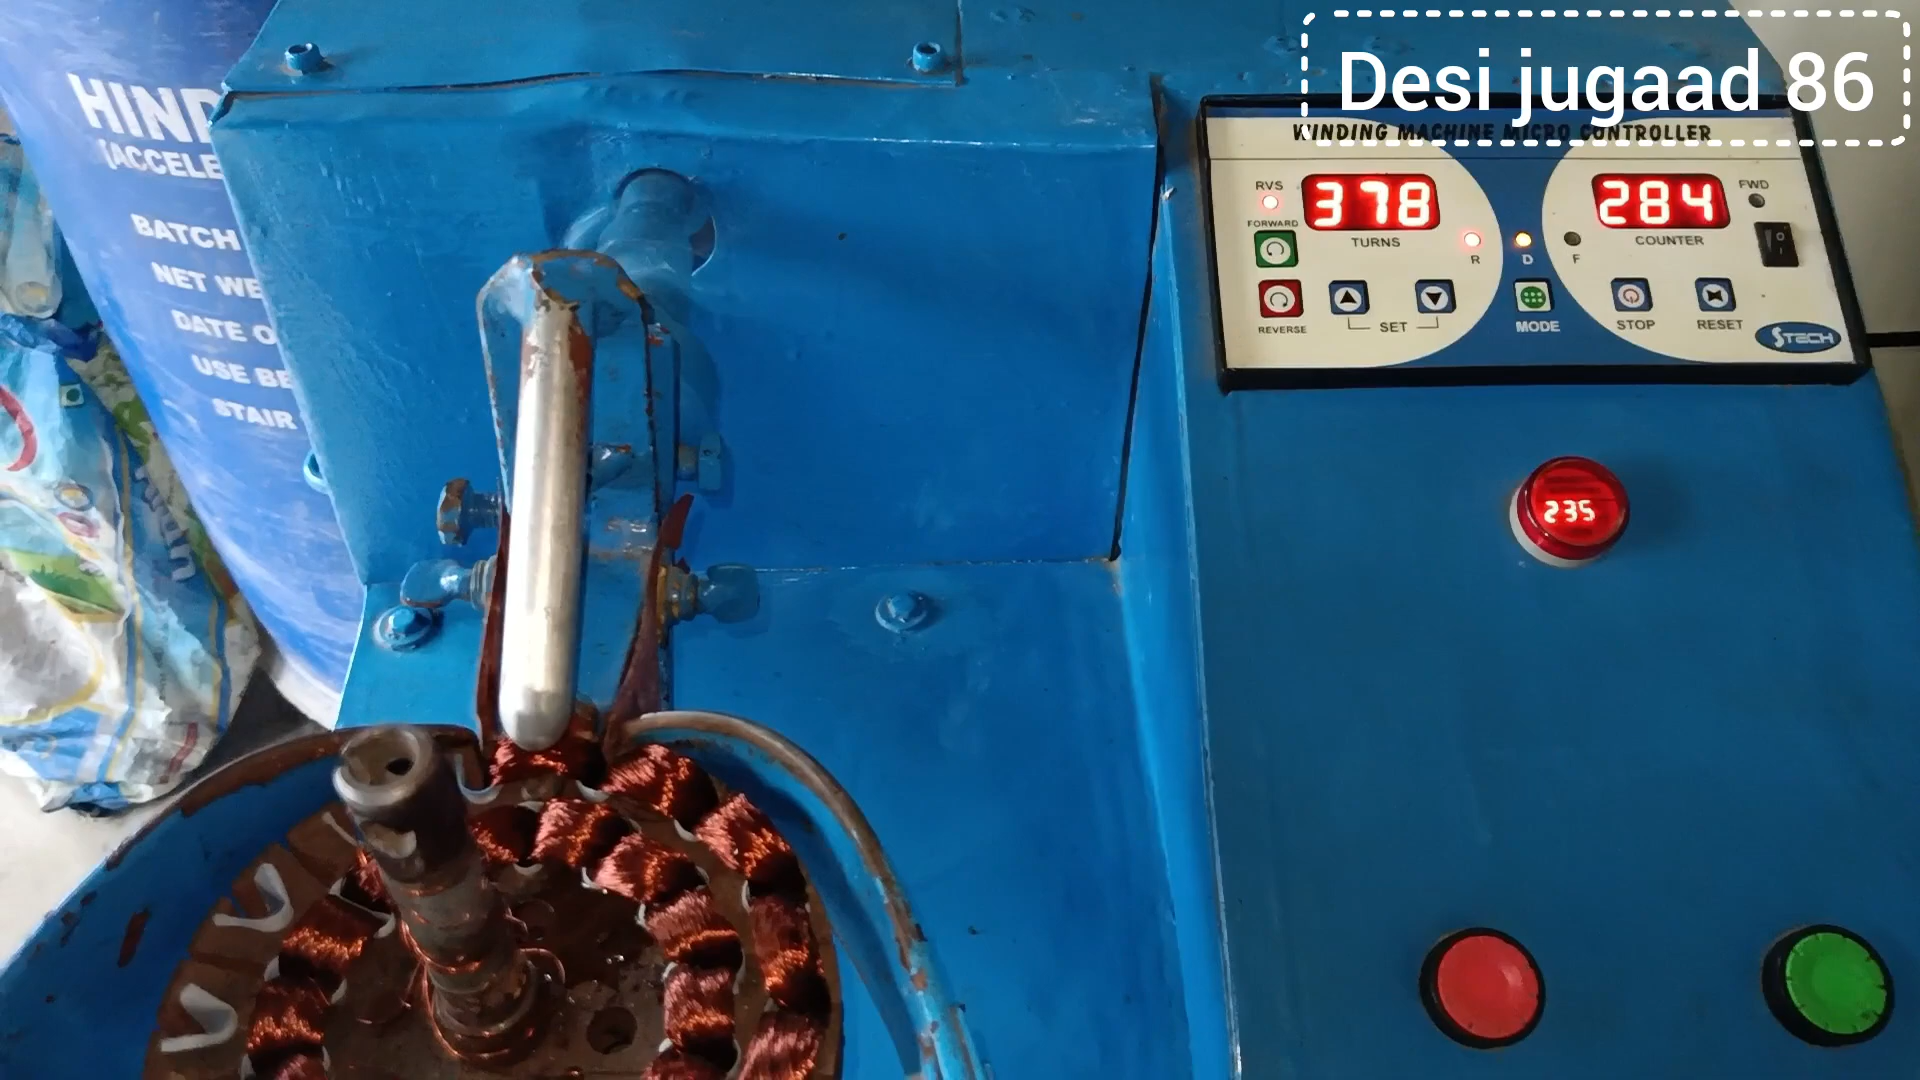 Desi jugaad 86
HIND
(ACCELE
BATCH
NET WE
DATE O
USE BE
STAIR
WINDING MACHINE MICRO CONTROLLER
RVS
378
284
FWD
FORWARD
TURNS
COUNTER
R
D
F
REVERSE
SET
MODE
STOP
RESET
STECH
235